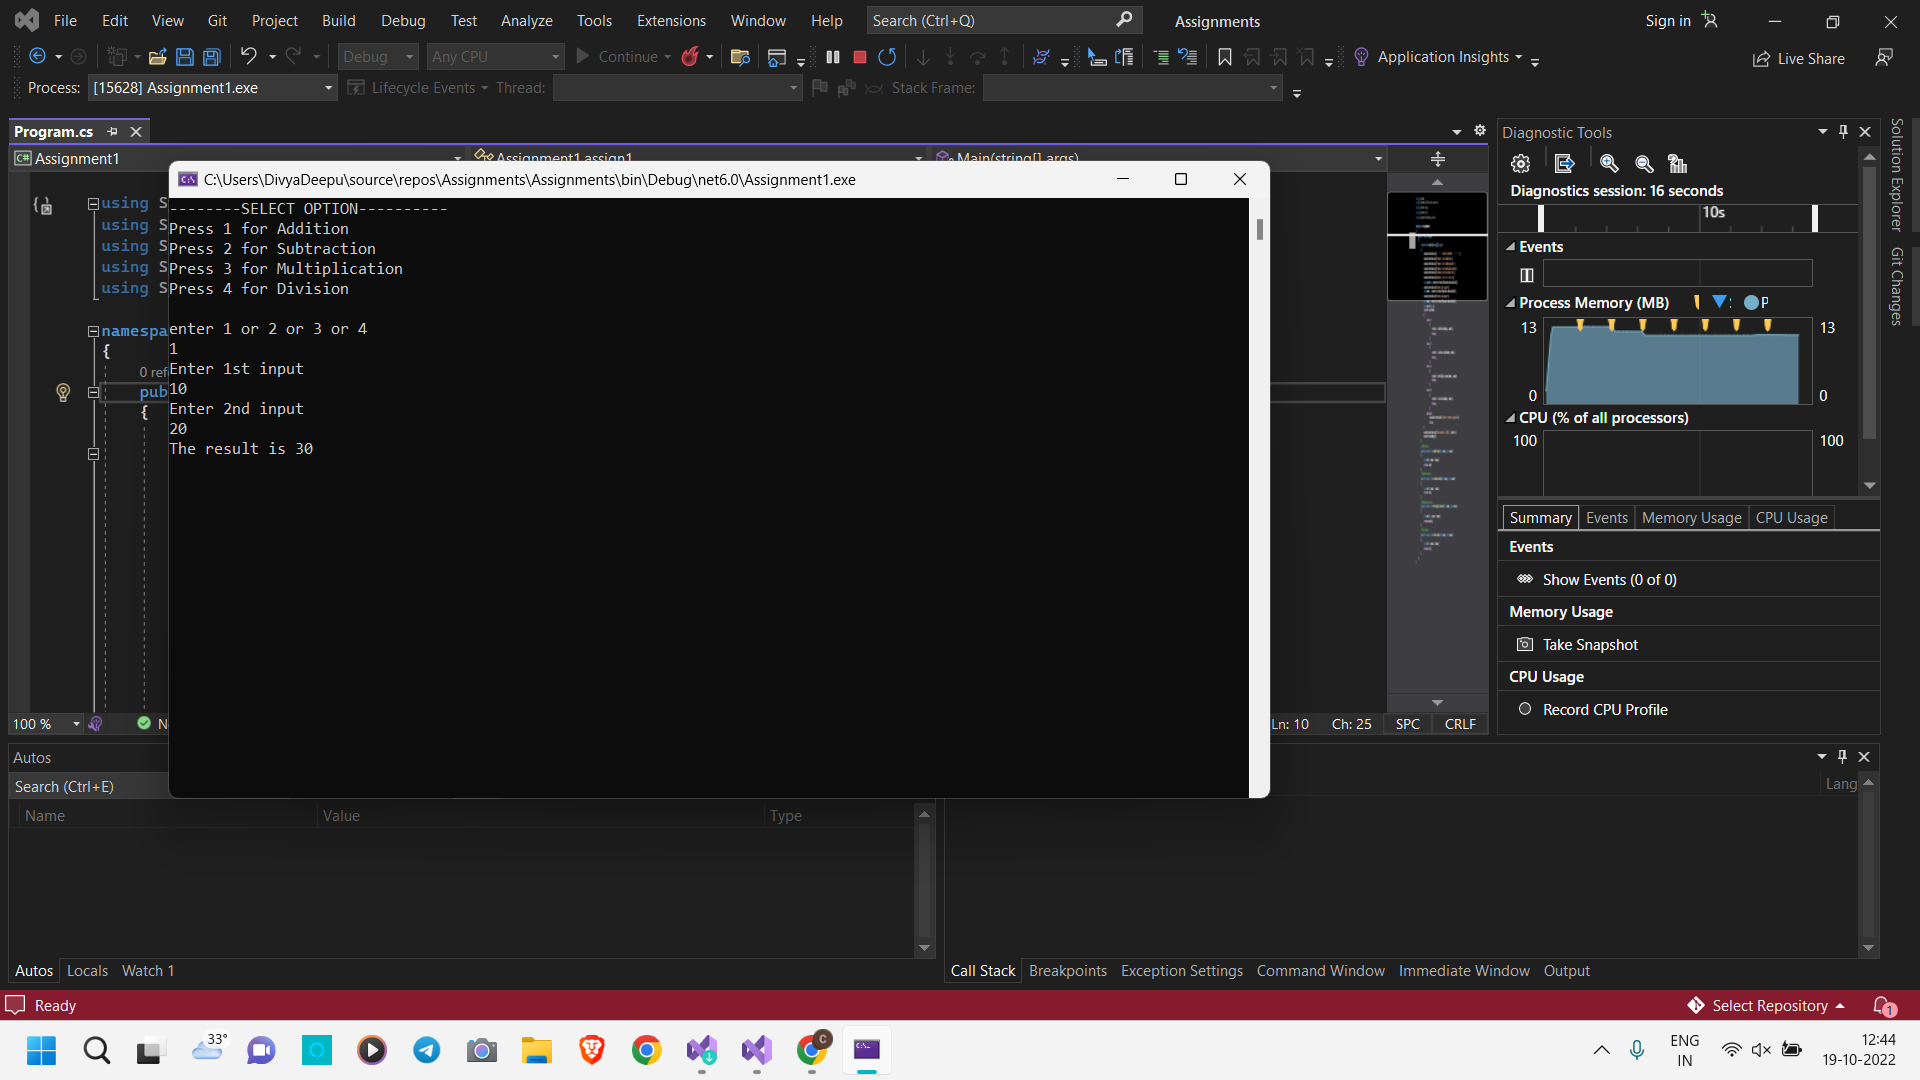 File Edit View Git Project Build Debug Test Analyze Tools Extensions Window Help Search (Ctrl+Q) Assignments Sign in
Debug Any CPU Continue Application Insights Live Share
Process: [15628] Assignment1.exe Lifecycle Events Thread: Stack Frame:
Program.cs
Assignment1 Assignment1.assign1 Main(string[] args)
C:\Users\DivyaDeepu\source\repos\Assignments\Assignments\bin\Debug\net6.0\Assignment1.exe
using S
using S
using S
using S
using S
namespa
{
0 ref
pub
{
--------SELECT OPTION----------
Press 1 for Addition
Press 2 for Subtraction
Press 3 for Multiplication
Press 4 for Division
enter 1 or 2 or 3 or 4
1
Enter 1st input
10
Enter 2nd input
20
The result is 30
100 % N Ln: 10 Ch: 25 SPC CRLF
Diagnostic Tools
Diagnostics session: 16 seconds
10s
Events
Process Memory (MB) P
13 13
0 0
CPU (% of all processors)
100 100
Summary Events Memory Usage CPU Usage
Events
Show Events (0 of 0)
Memory Usage
Take Snapshot
CPU Usage
Record CPU Profile
Solution Explorer
Git Changes
Autos
Search (Ctrl+E)
Name Value Type
Lang
Autos Locals Watch 1
Call Stack Breakpoints Exception Settings Command Window Immediate Window Output
Ready Select Repository 1
33° C ENG 12:44
IN 19-10-2022